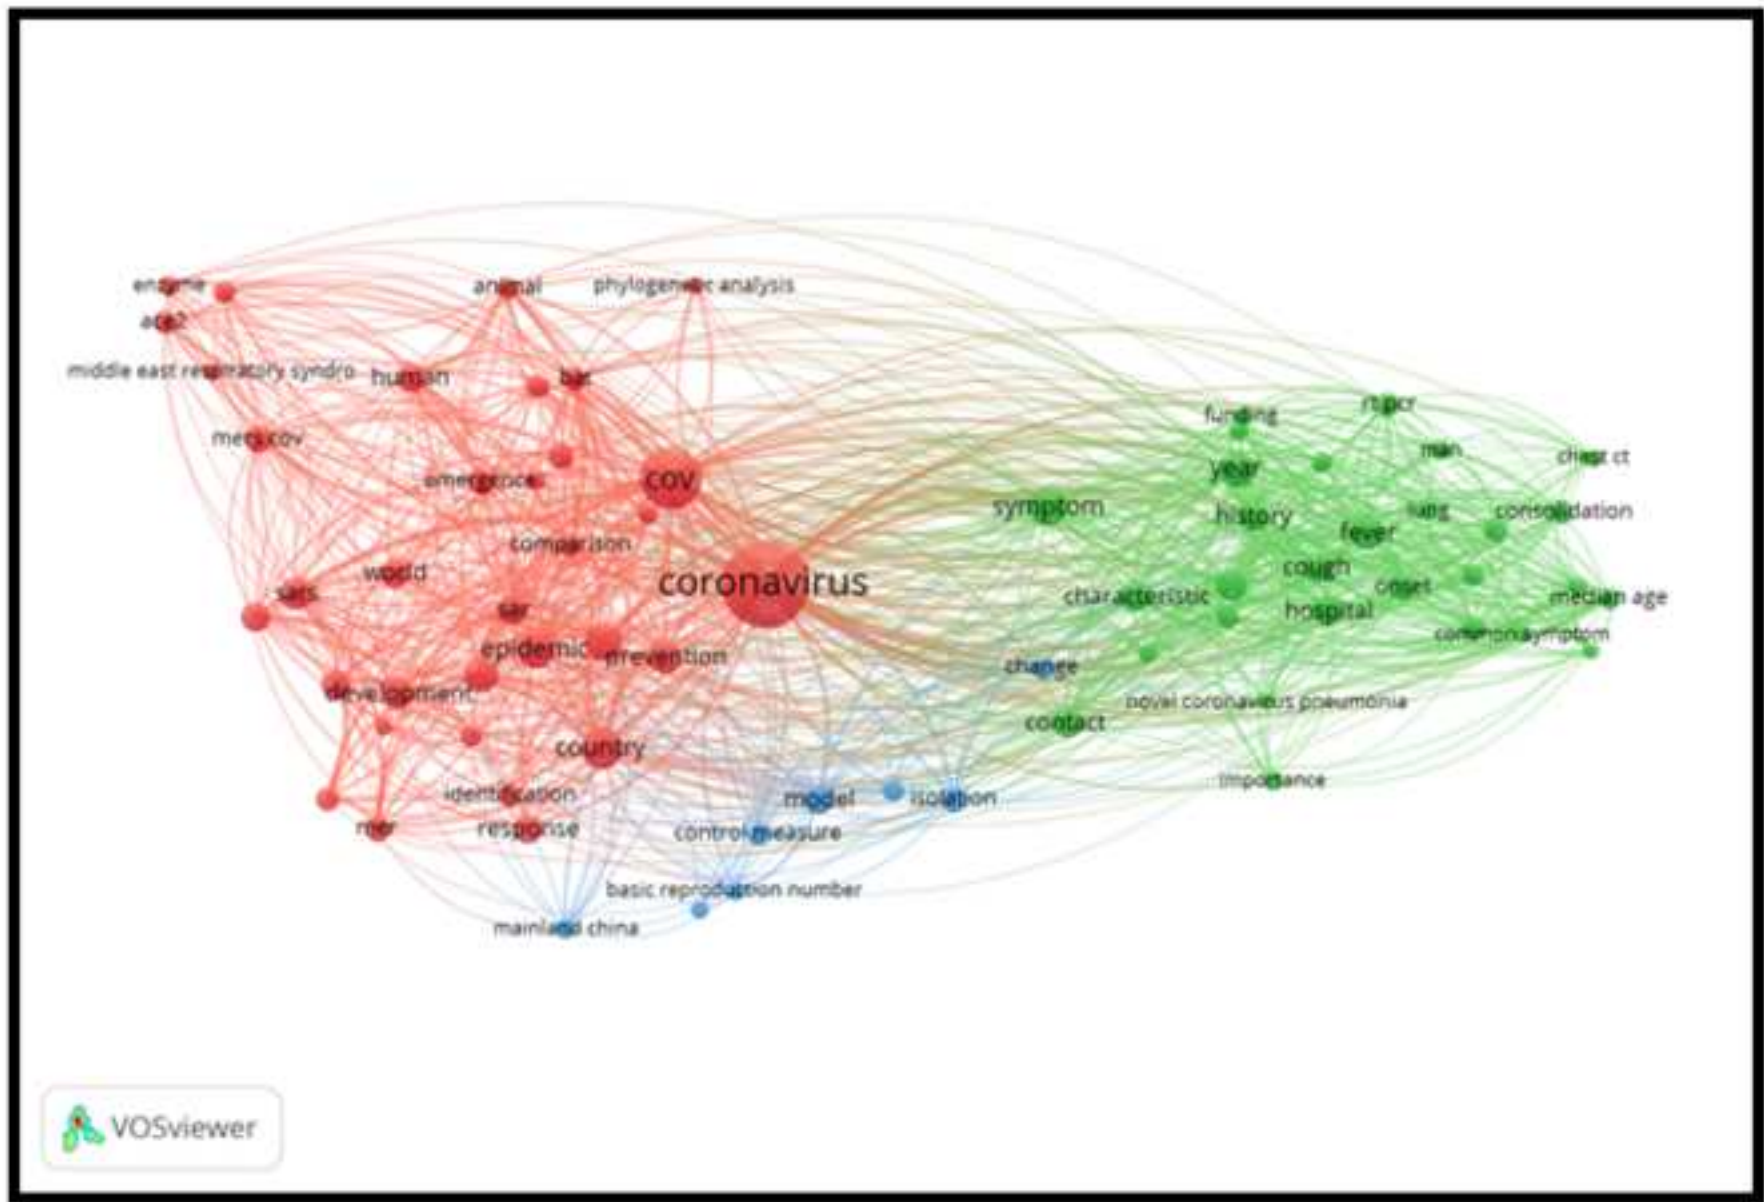 enzyme
animal
phylogenetic analysis
ace2
middle east respiratory syndro
human
bat
mers cov
emergence
cov
comparison
world
sars
coronavirus
sar
epidemic
prevention
development
country
identification
mer
response
mainland china
basic reproduction number
control measure
model
isolation
change
contact
symptom
characteristic
funding
year
history
rt pcr
man
chest ct
lung
consolidation
fever
cough
onset
hospital
median age
common symptom
novel coronavirus pneumonia
importance
VOSviewer